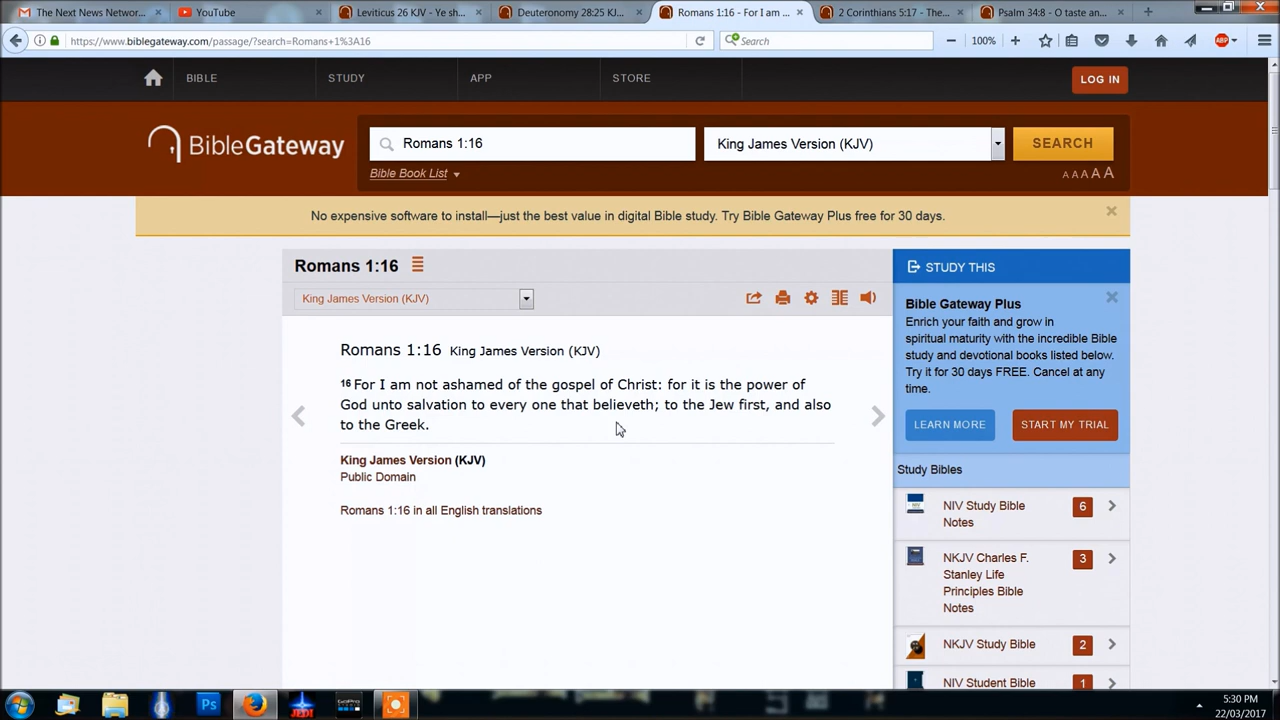 The Next News Network...
YouTube
Leviticus 26 KJV - Ye sh...
Deuteronomy 28:25 KJ...
Romans 1:16 - For I am ...
2 Corinthians 5:17 - The...
Psalm 34:8 - O taste an...
https://www.biblegateway.com/passage/?search=Romans+1%3A16
Search
100%
ABP
BIBLE
STUDY
APP
STORE
LOG IN
BibleGateway
Romans 1:16
King James Version (KJV)
SEARCH
Bible Book List
A A A A A
No expensive software to install—just the best value in digital Bible study. Try Bible Gateway Plus free for 30 days.
Romans 1:16
King James Version (KJV)
Romans 1:16 King James Version (KJV)
16 For I am not ashamed of the gospel of Christ: for it is the power of
God unto salvation to every one that believeth; to the Jew first, and also
to the Greek.
King James Version (KJV)
Public Domain
Romans 1:16 in all English translations
STUDY THIS
Bible Gateway Plus
Enrich your faith and grow in
spiritual maturity with the incredible Bible
study and devotional books listed below.
Try it for 30 days FREE. Cancel at any
time.
LEARN MORE
START MY TRIAL
Study Bibles
NIV Study Bible
Notes
6
NKJV Charles F.
Stanley Life
Principles Bible
Notes
3
NKJV Study Bible
2
NIV Student Bible
1
Ps
JEDI
GoPro
5:30 PM
22/03/2017